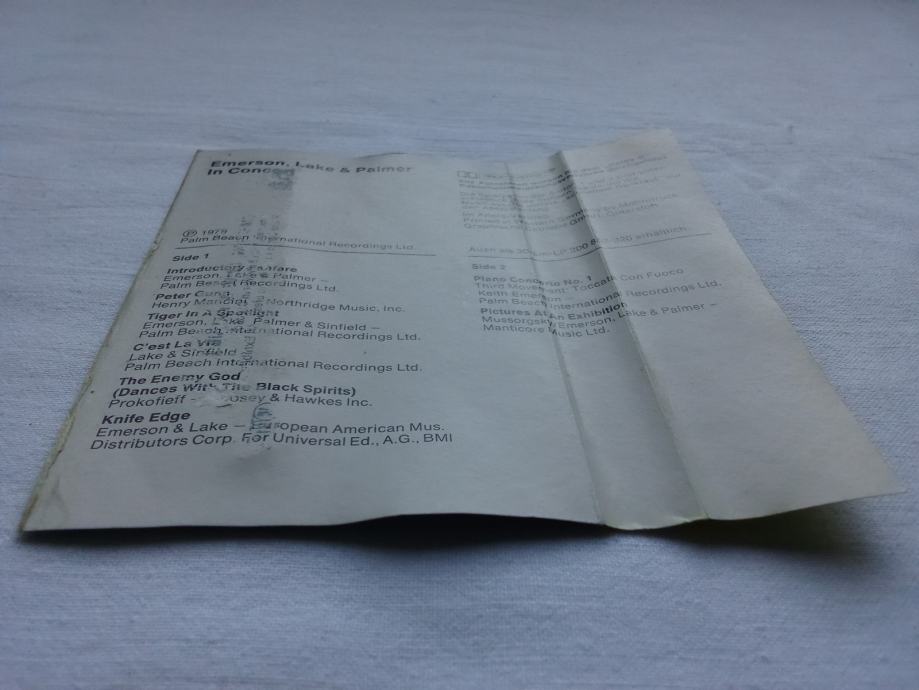 Emerson, Lake & Palmer
In Concert
Ⓟ 1979
Palm Beach International Recordings Ltd.
Side 1
Introductory Fanfare
Emerson, Lake & Palmer –
Palm Beach Recordings Ltd.
Peter Gunn
Henry Mancini – Northridge Music, Inc.
Tiger In A Spotlight
Emerson, Lake, Palmer & Sinfield –
Palm Beach International Recordings Ltd.
C'est La Vie
Lake & Sinfield
Palm Beach International Recordings Ltd.
The Enemy God
(Dances With The Black Spirits)
Prokofieff – Boosey & Hawkes Inc.
Knife Edge
Emerson & Lake – European American Mus.
Distributors Corp. For Universal Ed., A.G., BMI
Auch als 30 cm-LP erhältlich.
Side 2
Piano Concerto No. 1
Third Movement: Toccata Con Fuoco
Keith Emerson –
Palm Beach International Recordings Ltd.
Pictures At An Exhibition
Mussorgsky, Emerson, Lake & Palmer –
Manticore Music Ltd.